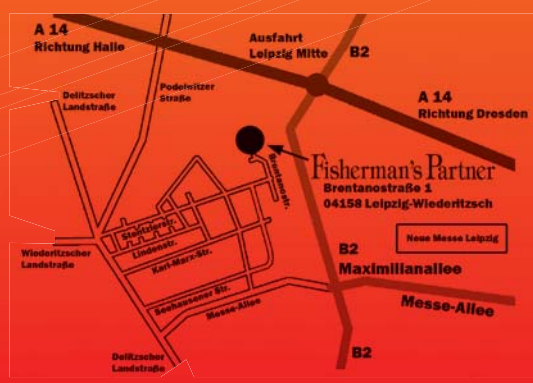 A 14
Richtung Halle
Ausfahrt
Leipzig Mitte
B2
Delitzscher
Landstraße
Podelwitzer
Straße
A 14
Richtung Dresden
Fisherman's Partner
Brentanostraße 1
04158 Leipzig-Wiederitzsch
Brentanostr.
Stentzlerstr.
Lindenstr.
Karl-Marx-Str.
Wiederitzscher
Landstraße
Neue Messe Leipzig
B2
Maximilianallee
Seehausener Str.
Messe-Allee
Messe-Allee
Delitzscher
Landstraße
B2